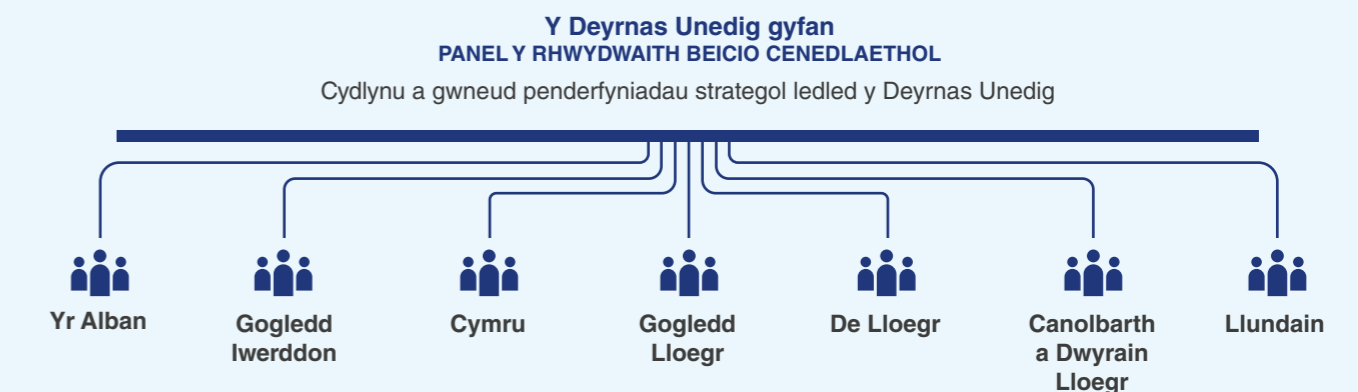 Y Deyrnas Unedig gyfan
PANEL Y RHWYDWAITH BEICIO CENEDLAETHOL
Cydlynu a gwneud penderfyniadau strategol ledled y Deyrnas Unedig
Yr Alban
Gogledd
Iwerddon
Cymru
Gogledd
Lloegr
De Lloegr
Canolbarth
a Dwyrain
Lloegr
Llundain